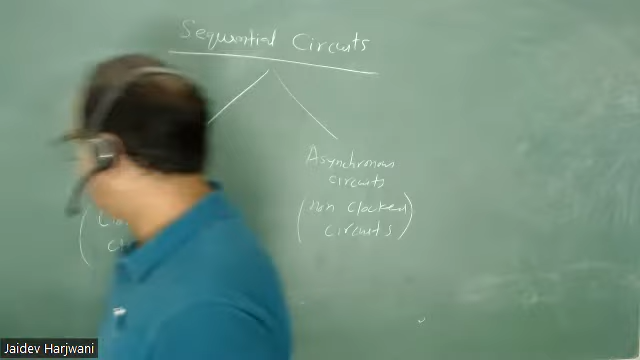 Sequential Circuits
Asynchronous
circuits
(Non Clocked
circuits)
Jaidev Harjwani